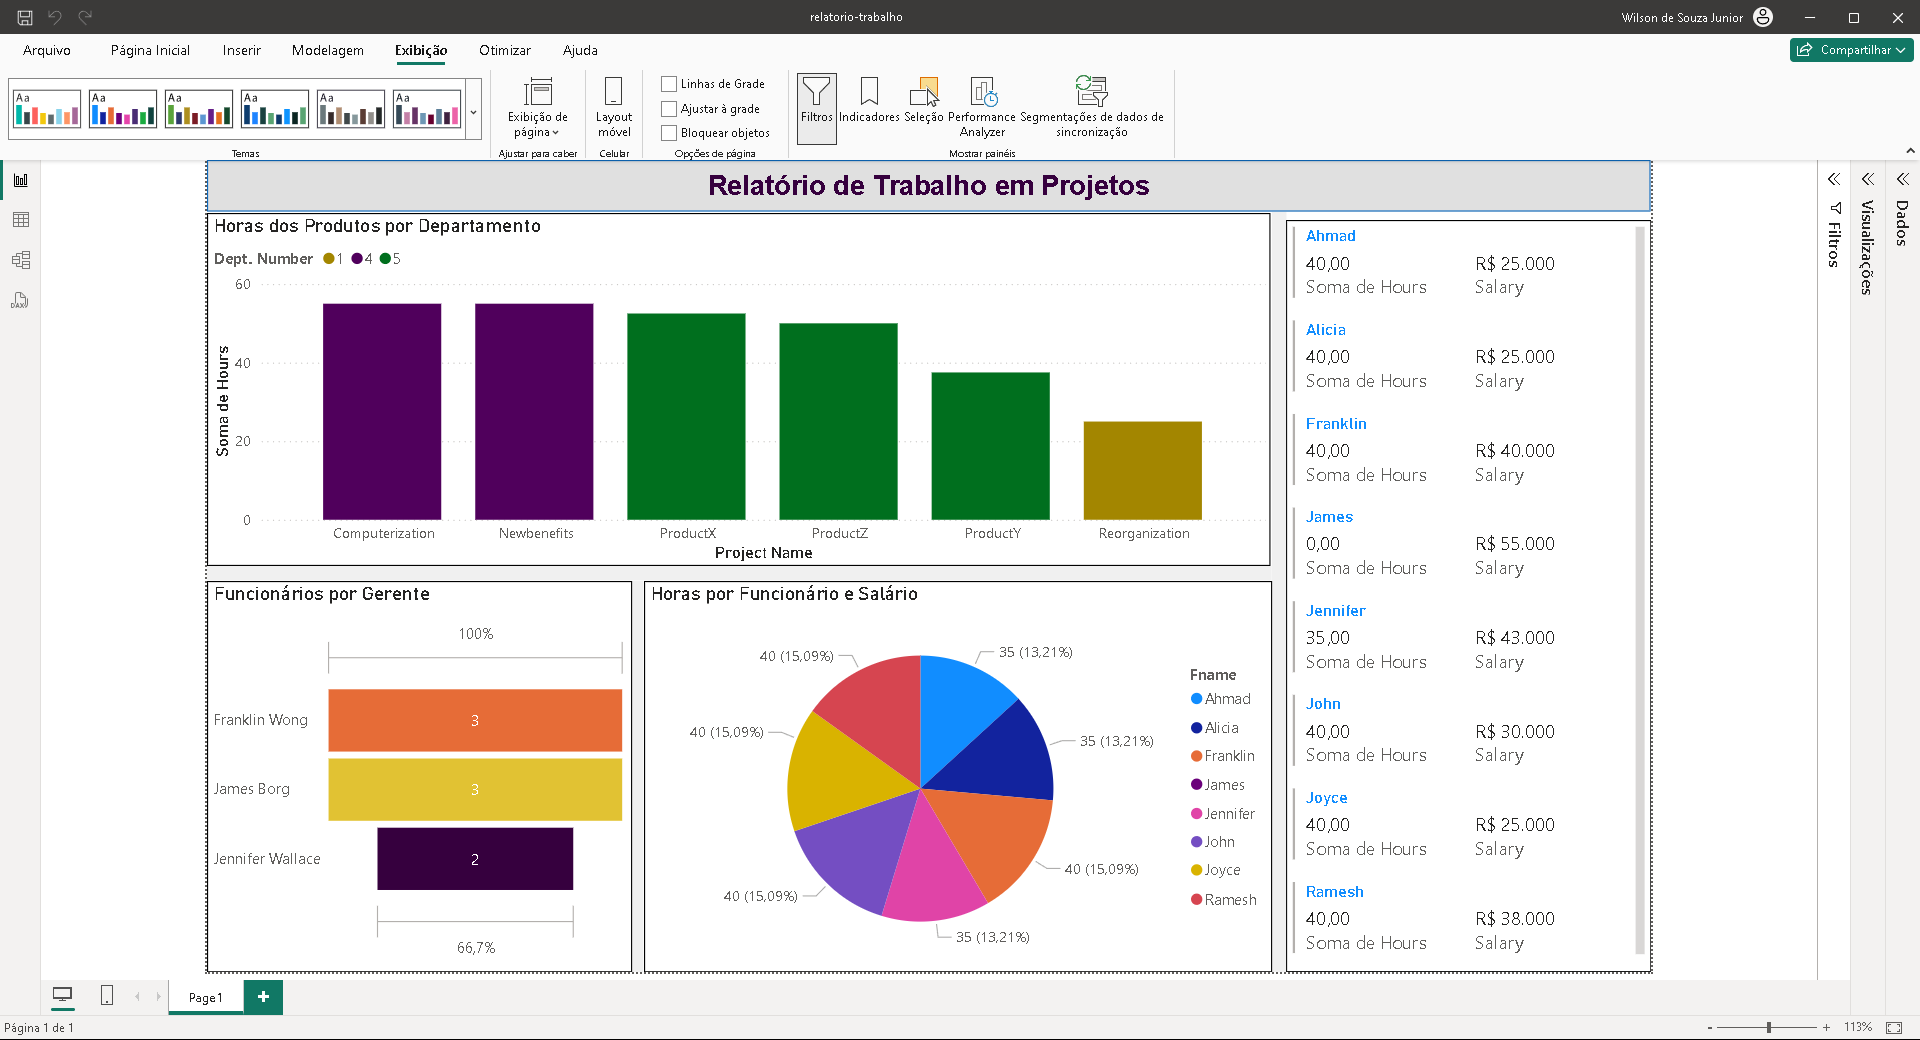 relatorio-trabalho
Wilson de Souza Junior
Arquivo
Página Inicial
Inserir
Modelagem
Exibição
Otimizar
Ajuda
Compartilhar
Aa
Aa
Aa
Aa
Aa
Aa
Temas
Exibição de
página
Ajustar para caber
Layout
móvel
Celular
Linhas de Grade
Ajustar à grade
Bloquear objetos
Opções de página
Filtros
Indicadores
Seleção
Performance
Analyzer
Segmentações de dados de
sincronização
Mostrar painéis
DAX
Relatório de Trabalho em Projetos
Horas dos Produtos por Departamento
Dept. Number
1
4
5
Soma de Hours
60
40
20
0
Computerization
Newbenefits
ProductX
ProductZ
ProductY
Reorganization
Project Name
Funcionários por Gerente
100%
Franklin Wong
3
James Borg
3
Jennifer Wallace
2
66,7%
Horas por Funcionário e Salário
35 (13,21%)
35 (13,21%)
40 (15,09%)
35 (13,21%)
40 (15,09%)
40 (15,09%)
40 (15,09%)
Fname
Ahmad
Alicia
Franklin
James
Jennifer
John
Joyce
Ramesh
Ahmad
40,00 R$ 25.000
Soma de Hours Salary
Alicia
40,00 R$ 25.000
Soma de Hours Salary
Franklin
40,00 R$ 40.000
Soma de Hours Salary
James
0,00 R$ 55.000
Soma de Hours Salary
Jennifer
35,00 R$ 43.000
Soma de Hours Salary
John
40,00 R$ 30.000
Soma de Hours Salary
Joyce
40,00 R$ 25.000
Soma de Hours Salary
Ramesh
40,00 R$ 38.000
Soma de Hours Salary
Filtros
Visualizações
Dados
Page1
+
Página 1 de 1
- + 113%